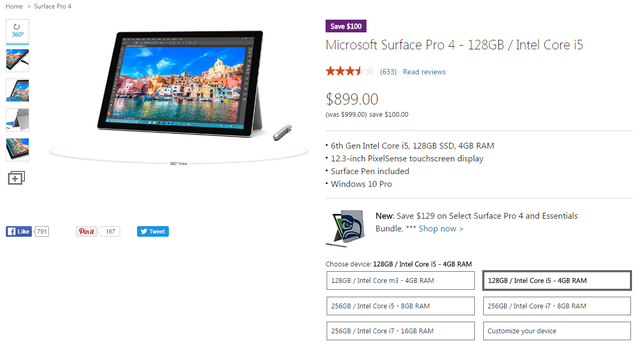 Home > Surface Pro 4
360°
360° View
Like 791
Pin it 167
Tweet
Save $100
Microsoft Surface Pro 4 - 128GB / Intel Core i5
(633) Read reviews
$899.00
(was $999.00) save $100.00
• 6th Gen Intel Core i5, 128GB SSD, 4GB RAM
• 12.3-inch PixelSense touchscreen display
• Surface Pen included
• Windows 10 Pro
New: Save $129 on Select Surface Pro 4 and Essentials
Bundle. *** Shop now >
Choose device: 128GB / Intel Core i5 - 4GB RAM
128GB / Intel Core m3 - 4GB RAM
128GB / Intel Core i5 - 4GB RAM
256GB / Intel Core i5 - 8GB RAM
256GB / Intel Core i7 - 8GB RAM
256GB / Intel Core i7 - 16GB RAM
Customize your device